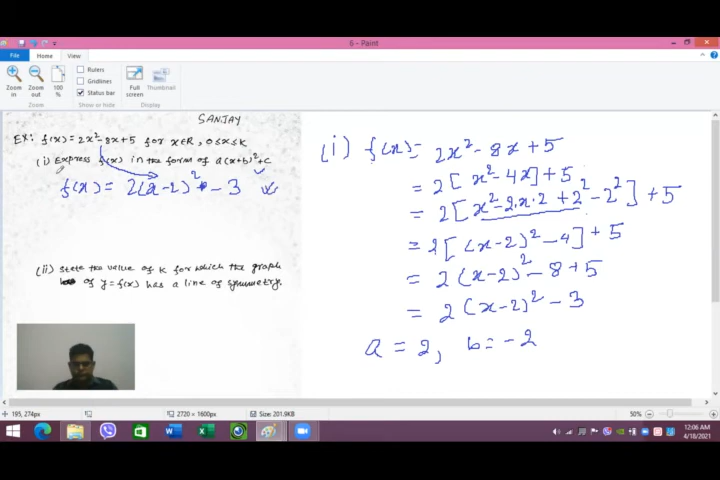 6 - Paint
File Home View
Zoom in Zoom out 100 % Rulers Gridlines Status bar Full screen Thumbnail
Zoom Show or hide Display
SANJAY
EX: f(x) = 2x² - 8x + 5 for x∈R, 0≤x≤K
(i) Express f(x) in the form of a(x+b)²+c
f(x) = 2(x-2)² - 3
(ii) State the value of K for which the graph
of y=f(x) has a line of symmetry.
(i) f(x) = 2x² - 8x + 5
= 2[x² - 4x] + 5
= 2[x² - 2.x.2 + 2² - 2²] + 5
= 2[(x-2)² - 4] + 5
= 2(x-2)² - 8 + 5
= 2(x-2)² - 3
a = 2, b = -2
195, 274px 2720 × 1600px Size: 201.9KB 50%
12:06 AM
4/18/2021